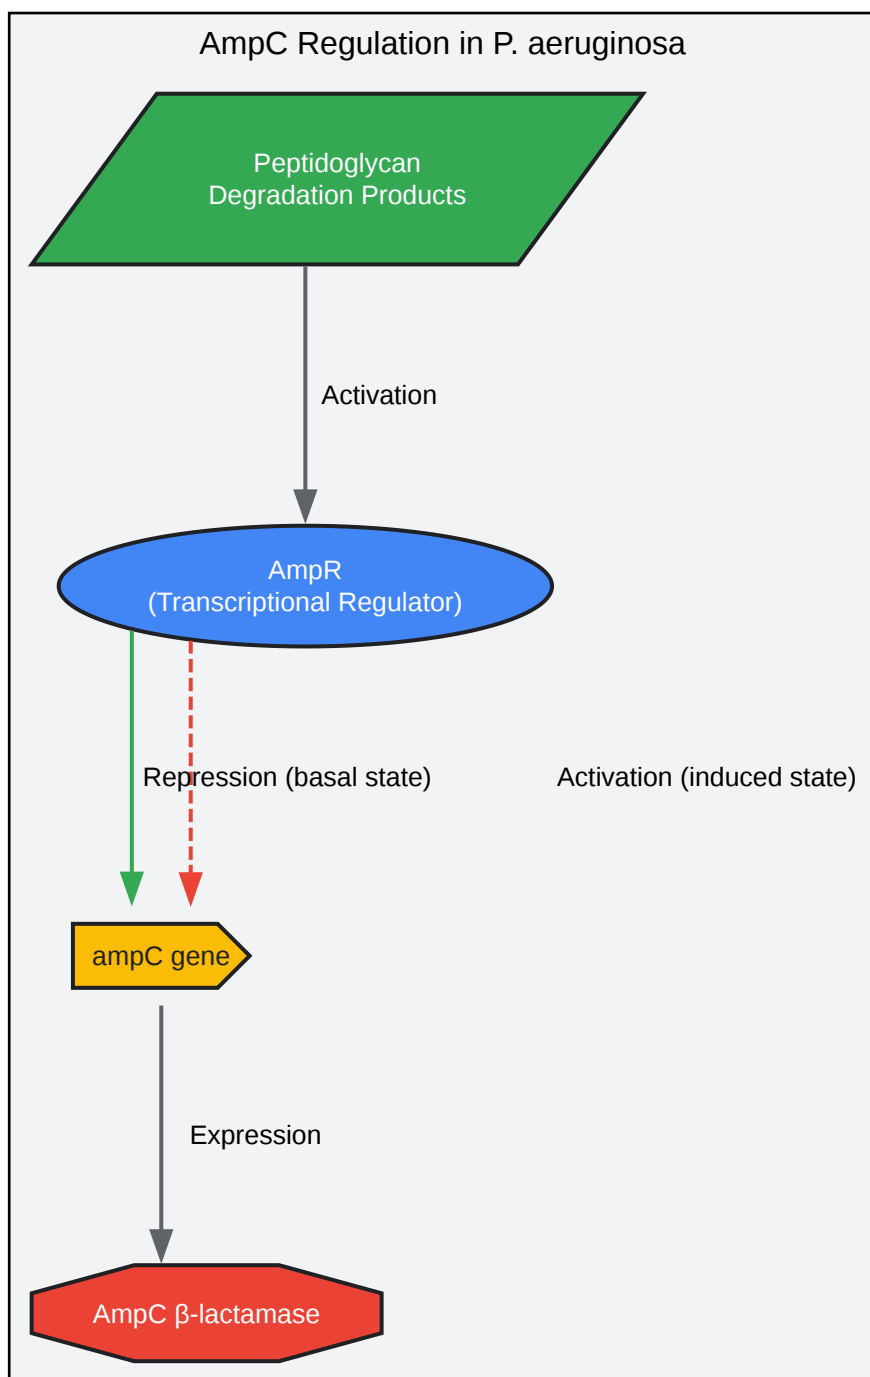 AmpC Regulation in P. aeruginosa
Peptidoglycan
Degradation Products
Activation
AmpR
(Transcriptional Regulator)
Repression (basal state)
Activation (induced state)
ampC gene
Expression
AmpC β-lactamase